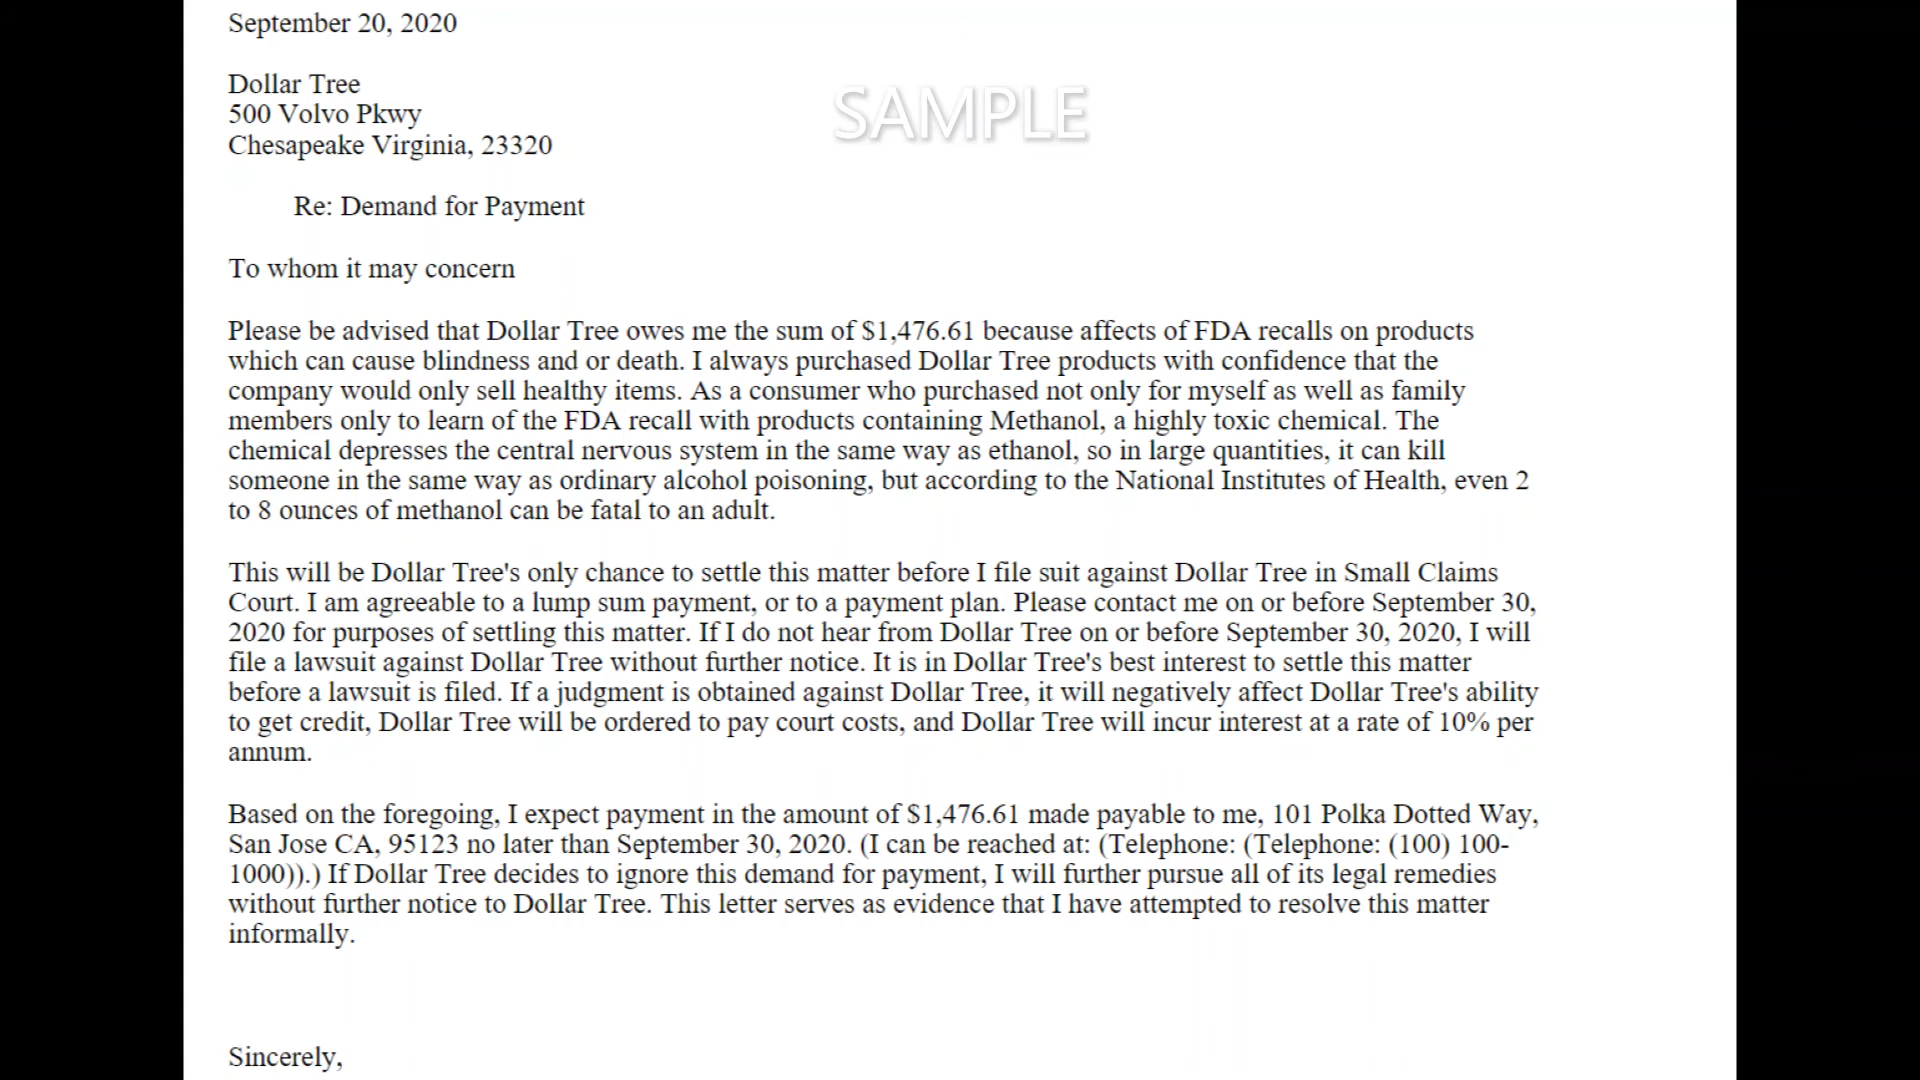 September 20, 2020
Dollar Tree
500 Volvo Pkwy
SAMPLE
Chesapeake Virginia, 23320
Re: Demand for Payment
To whom it may concern
Please be advised that Dollar Tree owes me the sum of $1,476.61 because affects of FDA recalls on products
which can cause blindness and or death. I always purchased Dollar Tree products with confidence that the
company would only sell healthy items. As a consumer who purchased not only for myself as well as family
members only to learn of the FDA recall with products containing Methanol, a highly toxic chemical. The
chemical depresses the central nervous system in the same way as ethanol, so in large quantities, it can kill
someone in the same way as ordinary alcohol poisoning, but according to the National Institutes of Health, even 2
to 8 ounces of methanol can be fatal to an adult.
This will be Dollar Tree's only chance to settle this matter before I file suit against Dollar Tree in Small Claims
Court. I am agreeable to a lump sum payment, or to a payment plan. Please contact me on or before September 30,
2020 for purposes of settling this matter. If I do not hear from Dollar Tree on or before September 30, 2020, I will
file a lawsuit against Dollar Tree without further notice. It is in Dollar Tree's best interest to settle this matter
before a lawsuit is filed. If a judgment is obtained against Dollar Tree, it will negatively affect Dollar Tree's ability
to get credit, Dollar Tree will be ordered to pay court costs, and Dollar Tree will incur interest at a rate of 10% per
annum.
Based on the foregoing, I expect payment in the amount of $1,476.61 made payable to me, 101 Polka Dotted Way,
San Jose CA, 95123 no later than September 30, 2020. (I can be reached at: (Telephone: (Telephone: (100) 100-
1000)).) If Dollar Tree decides to ignore this demand for payment, I will further pursue all of its legal remedies
without further notice to Dollar Tree. This letter serves as evidence that I have attempted to resolve this matter
informally.
Sincerely,